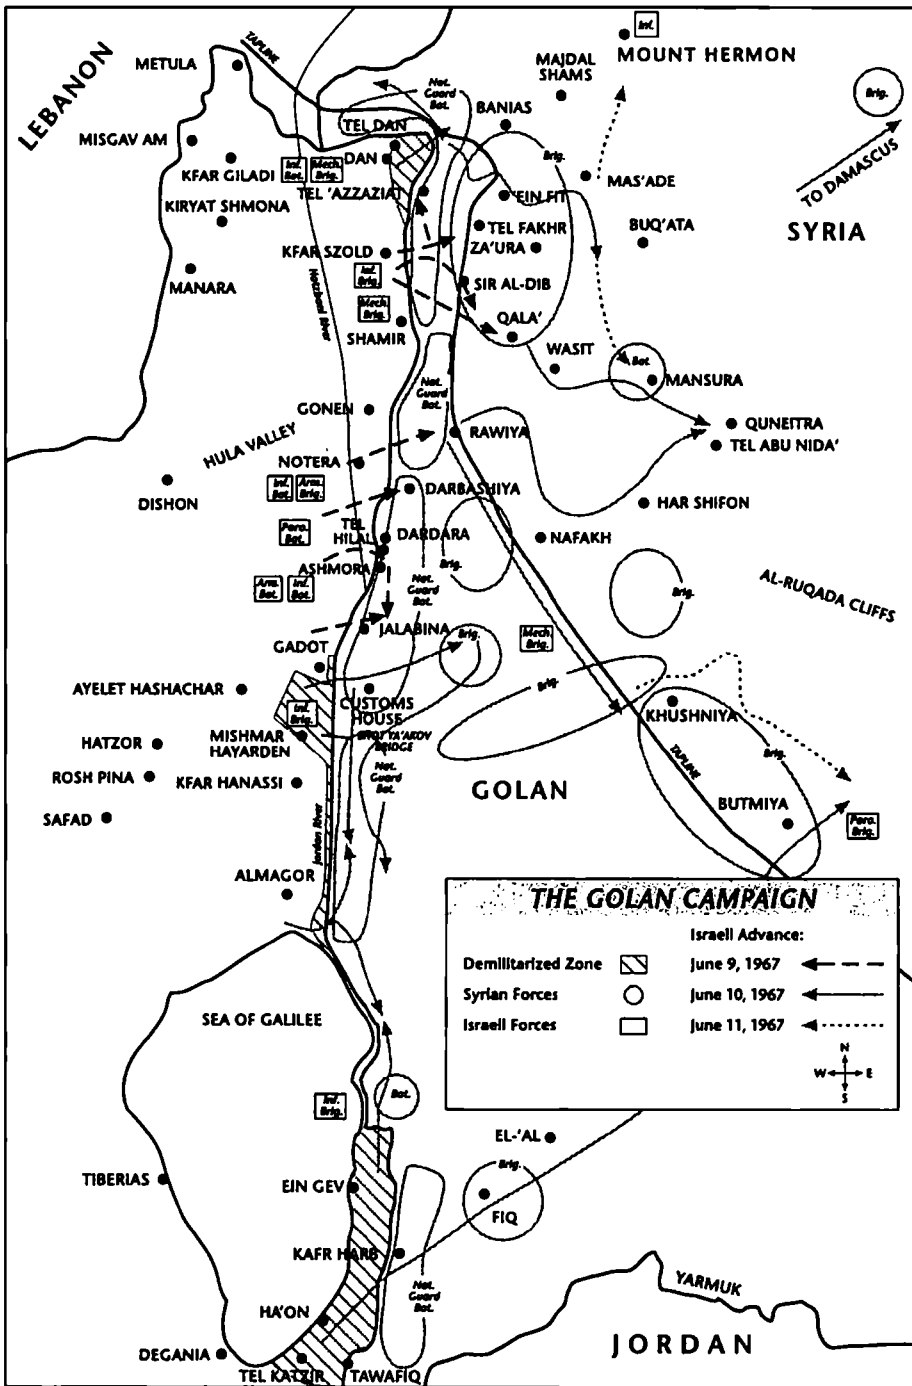 Inf.
MOUNT HERMON
LEBANON
TAPLINE
METULA
MAJDAL
SHAMS
Nat.
Guard
Bat.
BANIAS
Brig.
TO DAMASCUS
TEL DAN
MISGAV AM
DAN
Brig.
KFAR GILADI
Inf.
Bat.
Mech.
Brig.
MAS'ADE
TEL 'AZZAZIAT
'EIN FIT
KIRYAT SHMONA
TEL FAKHR
BUQ'ATA
SYRIA
KFAR SZOLD
ZA'URA
MANARA
Inf.
Brig.
SIR AL-DIB
Hatzbani River
Mech.
Brig.
SHAMIR
QALA'
WASIT
Bat.
MANSURA
Nat.
Guard
Bat.
GONEN
HULA VALLEY
RAWIYA
QUNEITRA
TEL ABU NIDA'
NOTERA
DISHON
Inf.
Bat.
Arm.
Brig.
DARBASHIYA
HAR SHIFON
Para.
Bat.
TEL
HILAL
DARDARA
NAFAKH
Brig.
ASHMORA
Nat.
Guard
Bat.
Arm.
Bat.
Inf.
Bat.
Brig.
AL-RUQADA CLIFFS
JALABINA
Brig.
Mech.
Brig.
GADOT
AYELET HASHACHAR
CUSTOMS
HOUSE
Brig.
KHUSHNIYA
Inf.
Brig.
MISHMAR
HAYARDEN
BNOT YA'AKOV
BRIDGE
HATZOR
Brig.
TAPLINE
ROSH PINA
KFAR HANASSI
Nat.
Guard
Bat.
GOLAN
BUTMIYA
SAFAD
Jordan River
Para.
Brig.
ALMAGOR
THE GOLAN CAMPAIGN
Israeli Advance:
Demilitarized Zone
June 9, 1967
Syrian Forces
June 10, 1967
Israeli Forces
June 11, 1967
N
W
E
S
SEA OF GALILEE
Inf.
Brig.
Bat.
EL-'AL
TIBERIAS
EIN GEV
Brig.
FIQ
KAFR HARB
Nat.
Guard
Bat.
YARMUK
HA'ON
JORDAN
DEGANIA
TEL KATZIR
TAWAFIQ